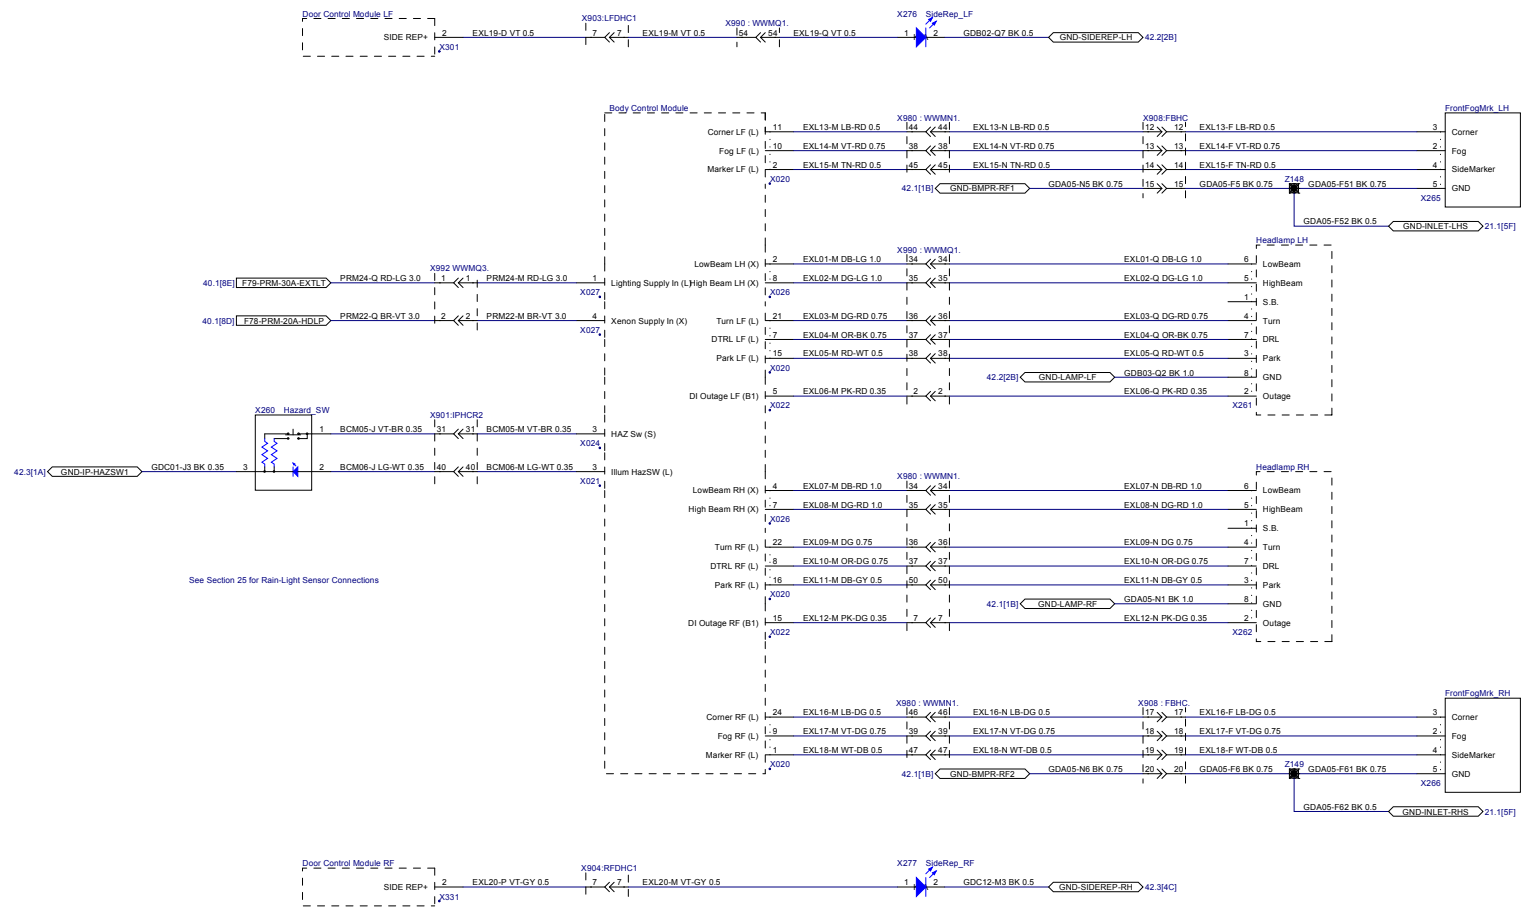 Door Control Module LF
SIDE REP+ 2 EXL19-D VT 0.5
X301
X903:LFDHC1
7 7 EXL19-M VT 0.5
X990 : WWMQ1.
54 54 EXL19-Q VT 0.5
X276 SideRep_LF
1 2 GDB02-Q7 BK 0.5 GND-SIDEREP-LH 42.2[2B]
Body Control Module
X980 : WWMN1.
X908:FBHC
FrontFogMrk_LH
Corner LF (L) 11 EXL13-M LB-RD 0.5 44 44 EXL13-N LB-RD 0.5 12 12 EXL13-F LB-RD 0.5 3 Corner
Fog LF (L) 10 EXL14-M VT-RD 0.75 38 38 EXL14-N VT-RD 0.75 13 13 EXL14-F VT-RD 0.75 2 Fog
Marker LF (L) 2 EXL15-M TN-RD 0.5 45 45 EXL15-N TN-RD 0.5 14 14 EXL15-F TN-RD 0.5 4 SideMarker
X020
42.1[1B] GND-BMPR-RF1 GDA05-N5 BK 0.75 15 15 GDA05-F5 BK 0.75 Z148 GDA05-F51 BK 0.75 5 GND
X265
GDA05-F52 BK 0.5 GND-INLET-LHS 21.1[5F]
X990 : WWMQ1.
Headlamp LH
LowBeam LH (X) 2 EXL01-M DB-LG 1.0 34 34 EXL01-Q DB-LG 1.0 6 LowBeam
X992 WWMQ3.
40.1[8E] F79-PRM-30A-EXTLT PRM24-Q RD-LG 3.0 1 1 PRM24-M RD-LG 3.0 1 Lighting Supply In (L)
X027
High Beam LH (X) 8 EXL02-M DG-LG 1.0 35 35 EXL02-Q DG-LG 1.0 5 HighBeam
X026
1 S.B.
40.1[8D] F78-PRM-20A-HDLP PRM22-Q BR-VT 3.0 2 2 PRM22-M BR-VT 3.0 4 Xenon Supply In (X)
X027
Turn LF (L) 21 EXL03-M DG-RD 0.75 36 36 EXL03-Q DG-RD 0.75 4 Turn
DTRL LF (L) 7 EXL04-M OR-BK 0.75 37 37 EXL04-Q OR-BK 0.75 7 DRL
Park LF (L) 15 EXL05-M RD-WT 0.5 38 38 EXL05-Q RD-WT 0.5 3 Park
X020
42.2[2B] GND-LAMP-LF GDB03-Q2 BK 1.0 8 GND
DI Outage LF (B1) 5 EXL06-M PK-RD 0.35 2 2 EXL06-Q PK-RD 0.35 2 Outage
X022
X261
X260 Hazard_SW
X901:IPHCR2
1 BCM05-J VT-BR 0.35 31 31 BCM05-M VT-BR 0.35 3 HAZ Sw (S)
X024
42.3[1A] GND-IP-HAZSW1 GDC01-J3 BK 0.35 3 2 BCM06-J LG-WT 0.35 40 40 BCM06-M LG-WT 0.35 3 Illum HazSW (L)
X021
X980 : WWMN1.
Headlamp RH
LowBeam RH (X) 4 EXL07-M DB-RD 1.0 34 34 EXL07-N DB-RD 1.0 6 LowBeam
High Beam RH (X) 7 EXL08-M DG-RD 1.0 35 35 EXL08-N DG-RD 1.0 5 HighBeam
X026
1 S.B.
Turn RF (L) 22 EXL09-M DG 0.75 36 36 EXL09-N DG 0.75 4 Turn
DTRL RF (L) 8 EXL10-M OR-DG 0.75 37 37 EXL10-N OR-DG 0.75 7 DRL
Park RF (L) 16 EXL11-M DB-GY 0.5 50 50 EXL11-N DB-GY 0.5 3 Park
X020
See Section 25 for Rain-Light Sensor Connections
42.1[1B] GND-LAMP-RF GDA05-N1 BK 1.0 8 GND
DI Outage RF (B1) 15 EXL12-M PK-DG 0.35 7 7 EXL12-N PK-DG 0.35 2 Outage
X022
X262
X980 : WWMN1.
X908 : FBHC.
FrontFogMrk_RH
Corner RF (L) 24 EXL16-M LB-DG 0.5 46 46 EXL16-N LB-DG 0.5 17 17 EXL16-F LB-DG 0.5 3 Corner
Fog RF (L) 9 EXL17-M VT-DG 0.75 39 39 EXL17-N VT-DG 0.75 18 18 EXL17-F VT-DG 0.75 2 Fog
Marker RF (L) 1 EXL18-M WT-DB 0.5 47 47 EXL18-N WT-DB 0.5 19 19 EXL18-F WT-DB 0.5 4 SideMarker
X020
42.1[1B] GND-BMPR-RF2 GDA05-N6 BK 0.75 20 20 GDA05-F6 BK 0.75 Z149 GDA05-F61 BK 0.75 5 GND
X266
GDA05-F62 BK 0.5 GND-INLET-RHS 21.1[5F]
Door Control Module RF
SIDE REP+ 2 EXL20-P VT-GY 0.5
X331
X904:RFDHC1
7 7 EXL20-M VT-GY 0.5
X277 SideRep_RF
1 2 GDC12-M3 BK 0.5 GND-SIDEREP-RH 42.3[4C]